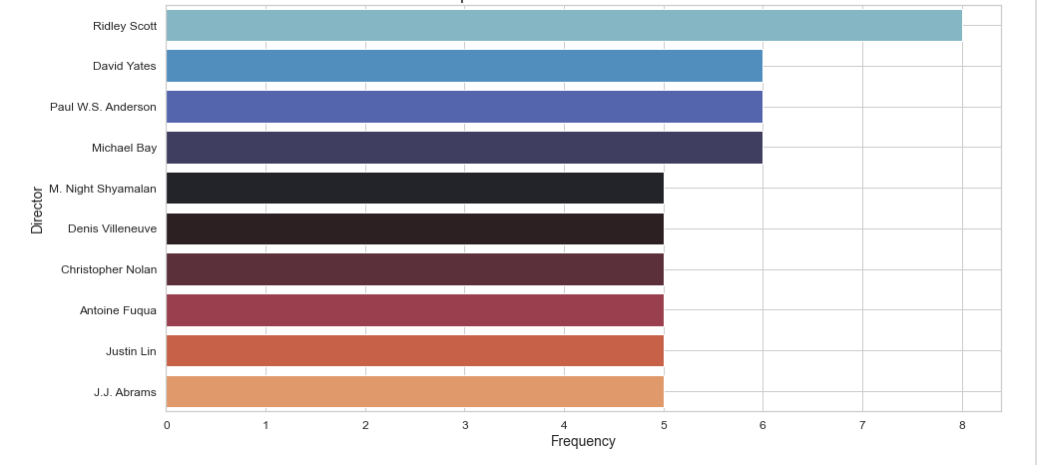 Ridley Scott
David Yates
Paul W.S. Anderson
Michael Bay
M. Night Shyamalan
Denis Villeneuve
Christopher Nolan
Antoine Fuqua
Justin Lin
J.J. Abrams
Director
0 1 2 3 4 5 6 7 8
Frequency